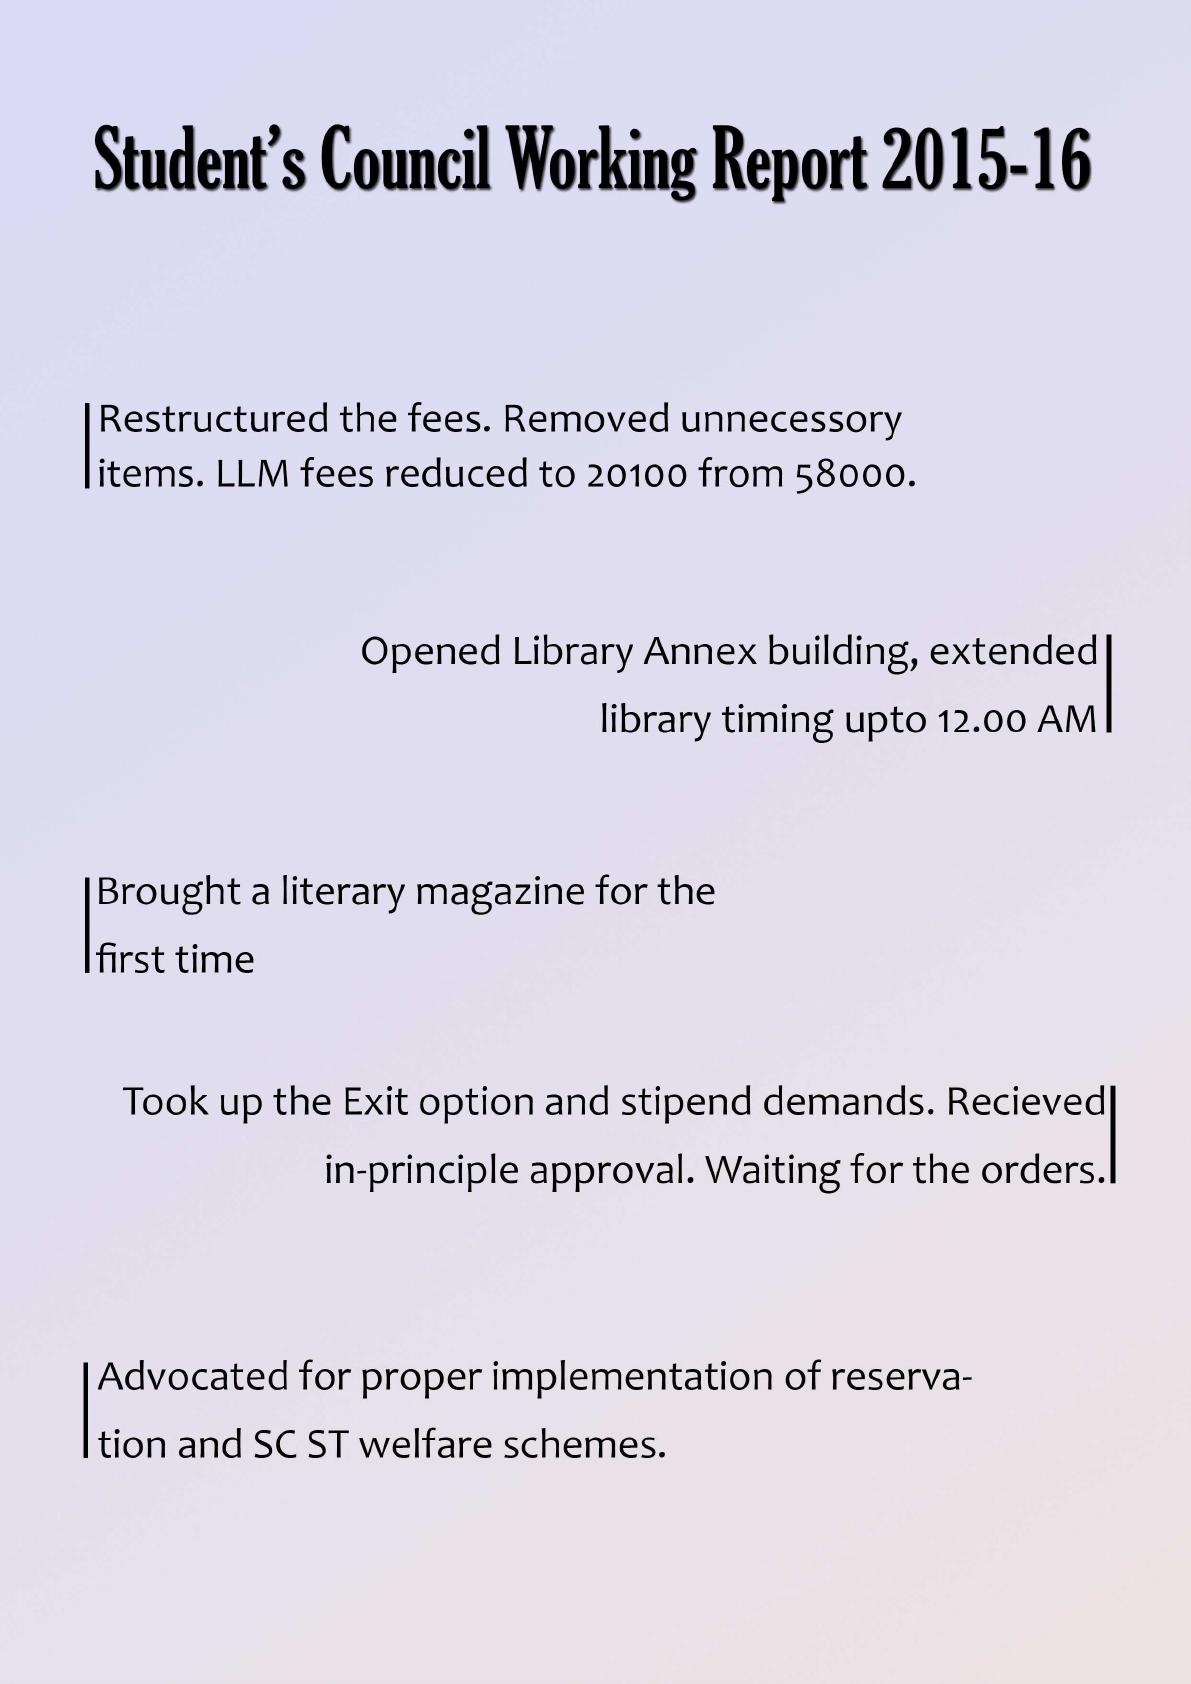 Student's Council Working Report 2015-16
Restructured the fees. Removed unnecessory
items. LLM fees reduced to 20100 from 58000.
Opened Library Annex building, extended
library timing upto 12.00 AM
Brought a literary magazine for the
first time
Took up the Exit option and stipend demands. Recieved
in-principle approval. Waiting for the orders.
Advocated for proper implementation of reserva-
tion and SC ST welfare schemes.